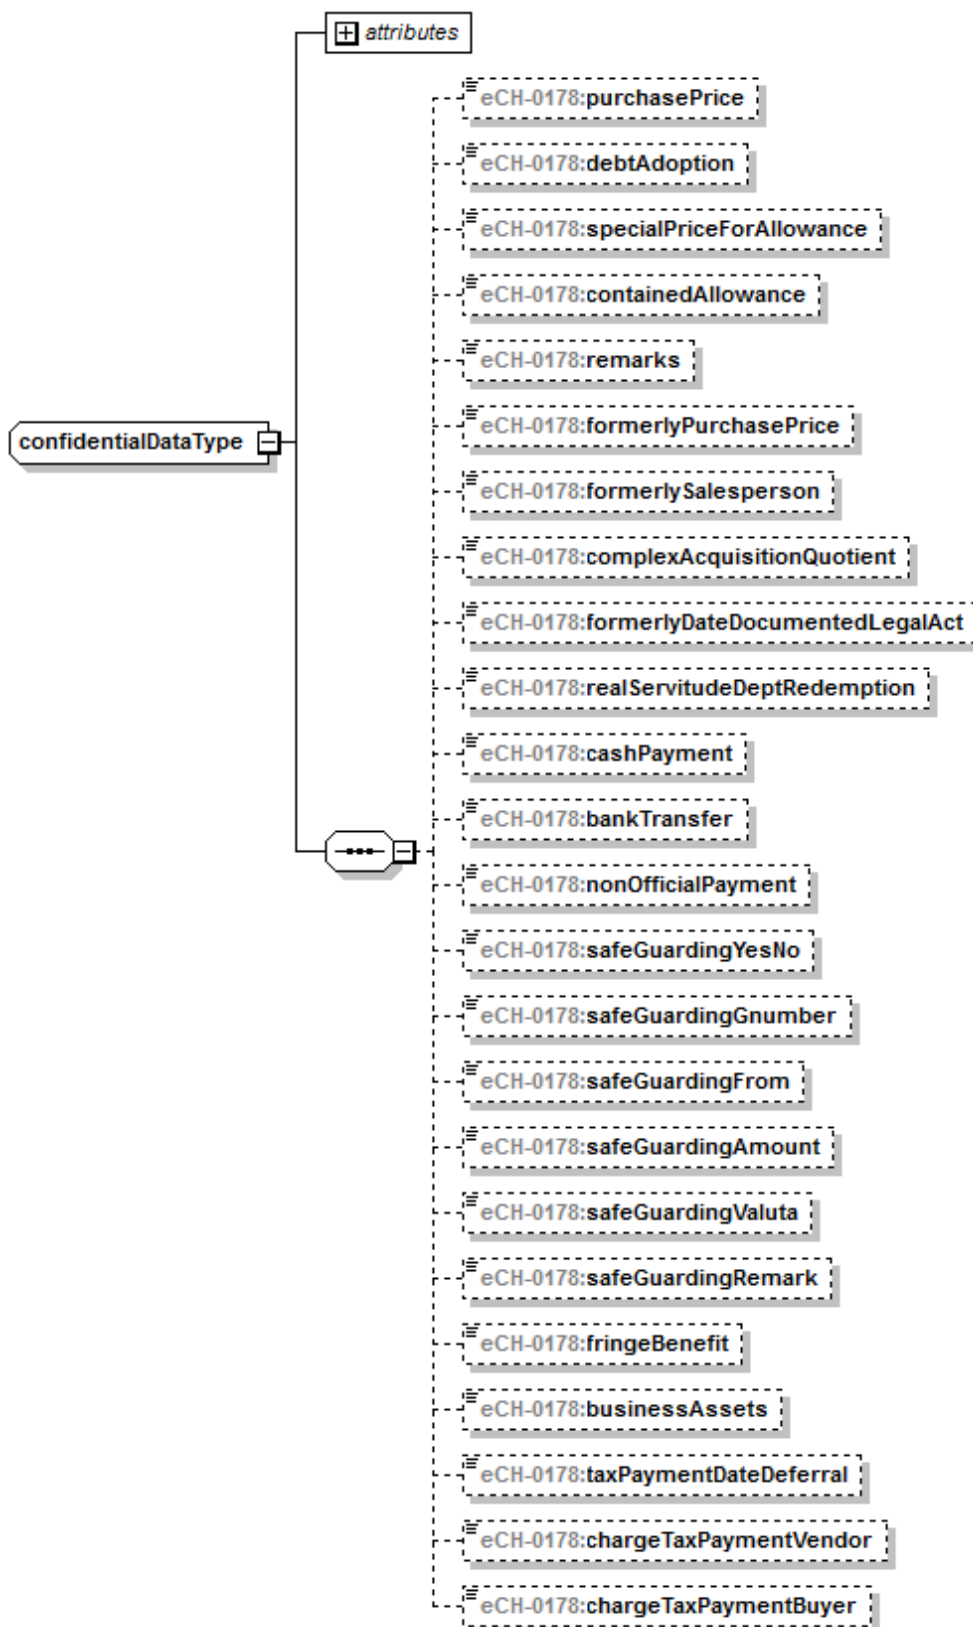 attributes
eCH-0178:purchasePrice
eCH-0178:debtAdoption
eCH-0178:specialPriceForAllowance
eCH-0178:containedAllowance
eCH-0178:remarks
eCH-0178:formerlyPurchasePrice
confidentialDataType
eCH-0178:formerlySalesperson
eCH-0178:complexAcquisitionQuotient
eCH-0178:formerlyDateDocumentedLegalAct
eCH-0178:realServitudeDeptRedemption
eCH-0178:cashPayment
eCH-0178:bankTransfer
eCH-0178:nonOfficialPayment
eCH-0178:safeGuardingYesNo
eCH-0178:safeGuardingGnumber
eCH-0178:safeGuardingFrom
eCH-0178:safeGuardingAmount
eCH-0178:safeGuardingValuta
eCH-0178:safeGuardingRemark
eCH-0178:fringeBenefit
eCH-0178:businessAssets
eCH-0178:taxPaymentDateDeferral
eCH-0178:chargeTaxPaymentVendor
eCH-0178:chargeTaxPaymentBuyer